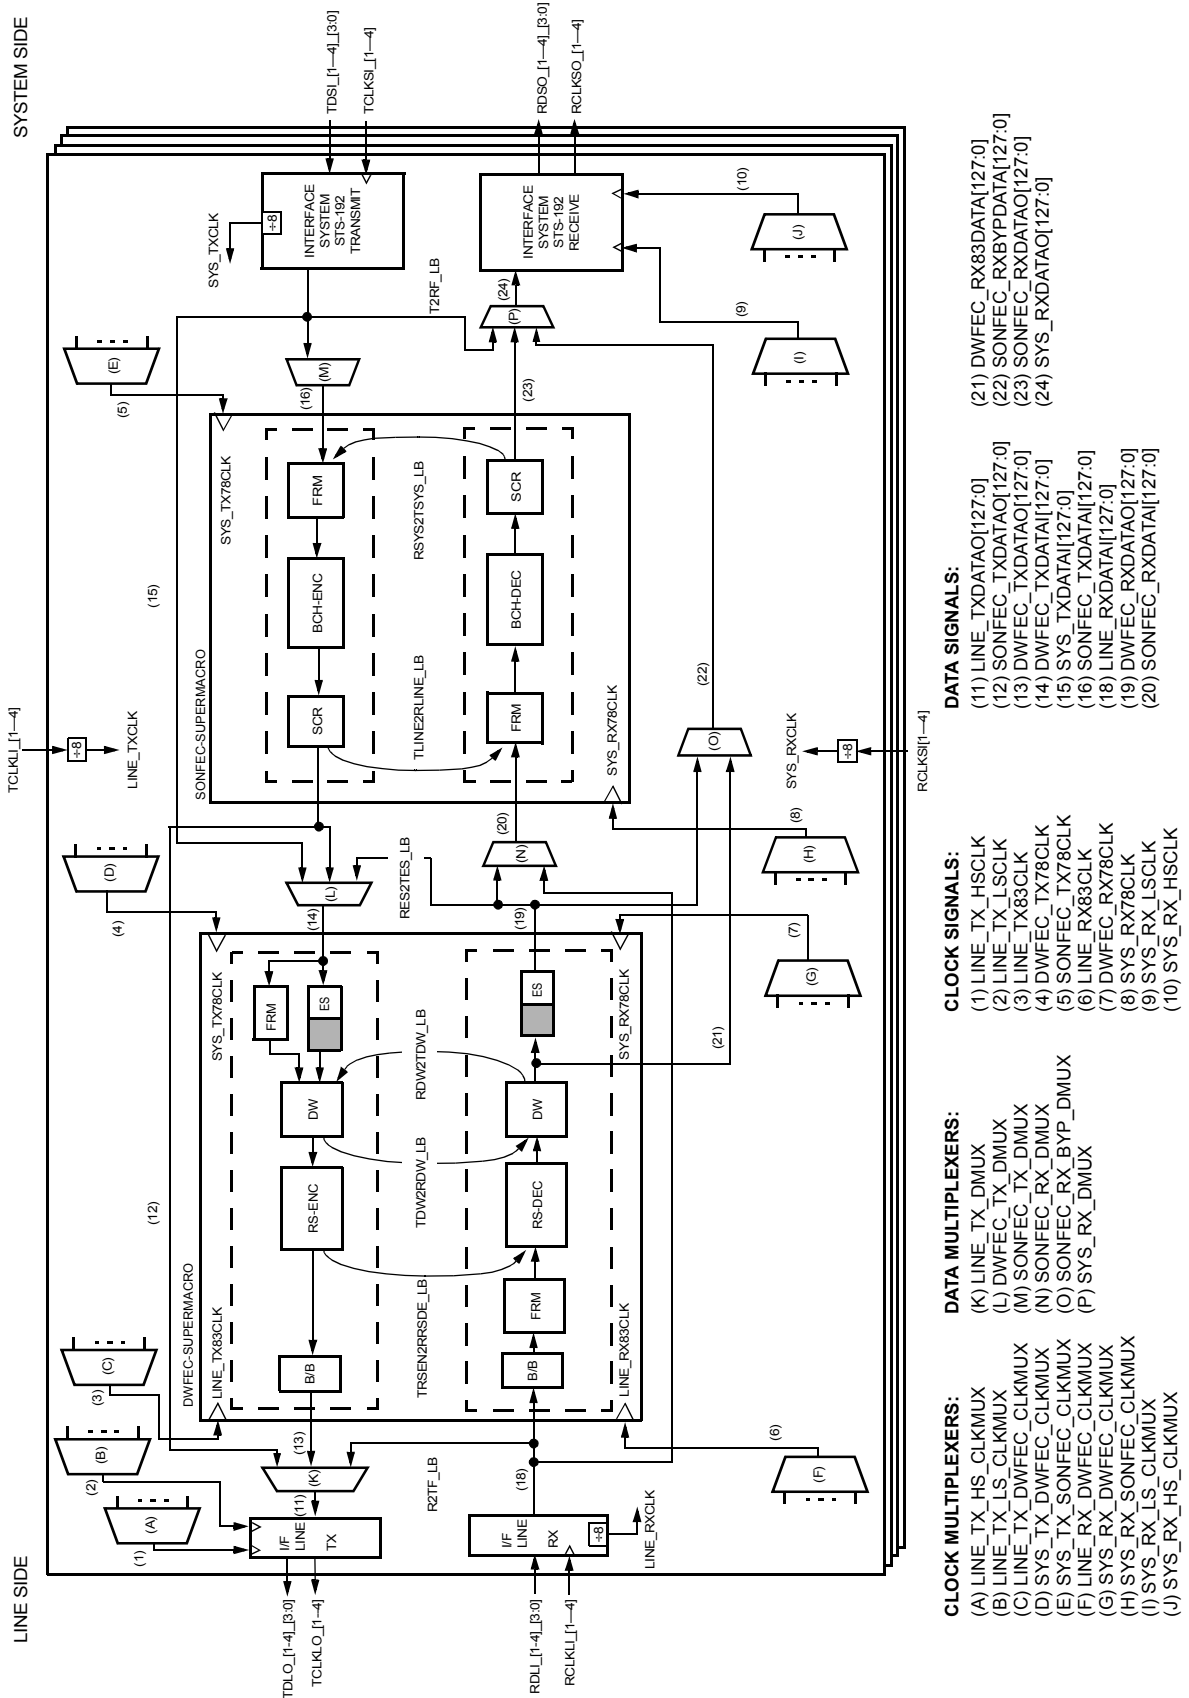 LINE SIDE
SYSTEM SIDE
TCLKLI_[1—4]
÷8
LINE_TXCLK
(A)
(1)
(B)
(2)
(C)
(3)
(D)
(4)
(E)
(5)
SYS_TXCLK
÷8
INTERFACE
SYSTEM
STS-192
TRANSMIT
TDSI_[1—4]_[3:0]
TCLKSI_[1—4]
(12)
(15)
DWFEC-SUPERMACRO
LINE_TX83CLK
SYS_TX78CLK
SONFEC-SUPERMACRO
SYS_TX78CLK
TDLO_[1-4]_[3:0]
TCLKLO_[1–4]
I/F
LINE
TX
(11)
(K)
(13)
B/B
RS-ENC
DW
FRM
ES
(14)
(L)
SCR
BCH-ENC
FRM
(16)
(M)
R2TF_LB
TRSEN2RRSDE_LB
TDW2RDW_LB
RDW2TDW_LB
RES2TES_LB
TLINE2RLINE_LB
RSYS2TSYS_LB
T2RF_LB
RDLI_[1-4]_[3:0]
RCLKLI_[1—4]
I/F
LINE
RX
÷8
LINE_RXCLK
(18)
B/B
FRM
RS-DEC
DW
ES
(19)
(N)
(20)
FRM
BCH-DEC
SCR
(23)
(P)
(24)
INTERFACE
SYSTEM
STS-192
RECEIVE
RDSO_[1—4]_[3:0]
RCLKSO_[1—4]
LINE_RX83CLK
SYS_RX78CLK
SYS_RX78CLK
(21)
(22)
(O)
(6)
(F)
(7)
(G)
(8)
(H)
SYS_RXCLK
÷8
RCLKSI[1—4]
(9)
(I)
(10)
(J)
CLOCK MULTIPLEXERS:
(A) LINE_TX_HS_CLKMUX
(B) LINE_TX_LS_CLKMUX
(C) LINE_TX_DWFEC_CLKMUX
(D) SYS_TX_DWFEC_CLKMUX
(E) SYS_TX_SONFEC_CLKMUX
(F) LINE_RX_DWFEC_CLKMUX
(G) SYS_RX_DWFEC_CLKMUX
(H) SYS_RX_SONFEC_CLKMUX
(I) SYS_RX_LS_CLKMUX
(J) SYS_RX_HS_CLKMUX
DATA MULTIPLEXERS:
(K) LINE_TX_DMUX
(L) DWFEC_TX_DMUX
(M) SONFEC_TX_DMUX
(N) SONFEC_RX_DMUX
(O) SONFEC_RX_BYP_DMUX
(P) SYS_RX_DMUX
CLOCK SIGNALS:
(1) LINE_TX_HSCLK
(2) LINE_TX_LSCLK
(3) LINE_TX83CLK
(4) DWFEC_TX78CLK
(5) SONFEC_TX78CLK
(6) LINE_RX83CLK
(7) DWFEC_RX78CLK
(8) SYS_RX78CLK
(9) SYS_RX_LSCLK
(10) SYS_RX_HSCLK
DATA SIGNALS:
(11) LINE_TXDATAO[127:0]
(12) SONFEC_TXDATAO[127:0]
(13) DWFEC_TXDATAO[127:0]
(14) DWFEC_TXDATAI[127:0]
(15) SYS_TXDATAI[127:0]
(16) SONFEC_TXDATAI[127:0]
(18) LINE_RXDATAI[127:0]
(19) DWFEC_RXDATAO[127:0]
(20) SONFEC_RXDATAI[127:0]
(21) DWFEC_RX83DATA[127:0]
(22) SONFEC_RXBYPDATA[127:0]
(23) SONFEC_RXDATAO[127:0]
(24) SYS_RXDATAO[127:0]